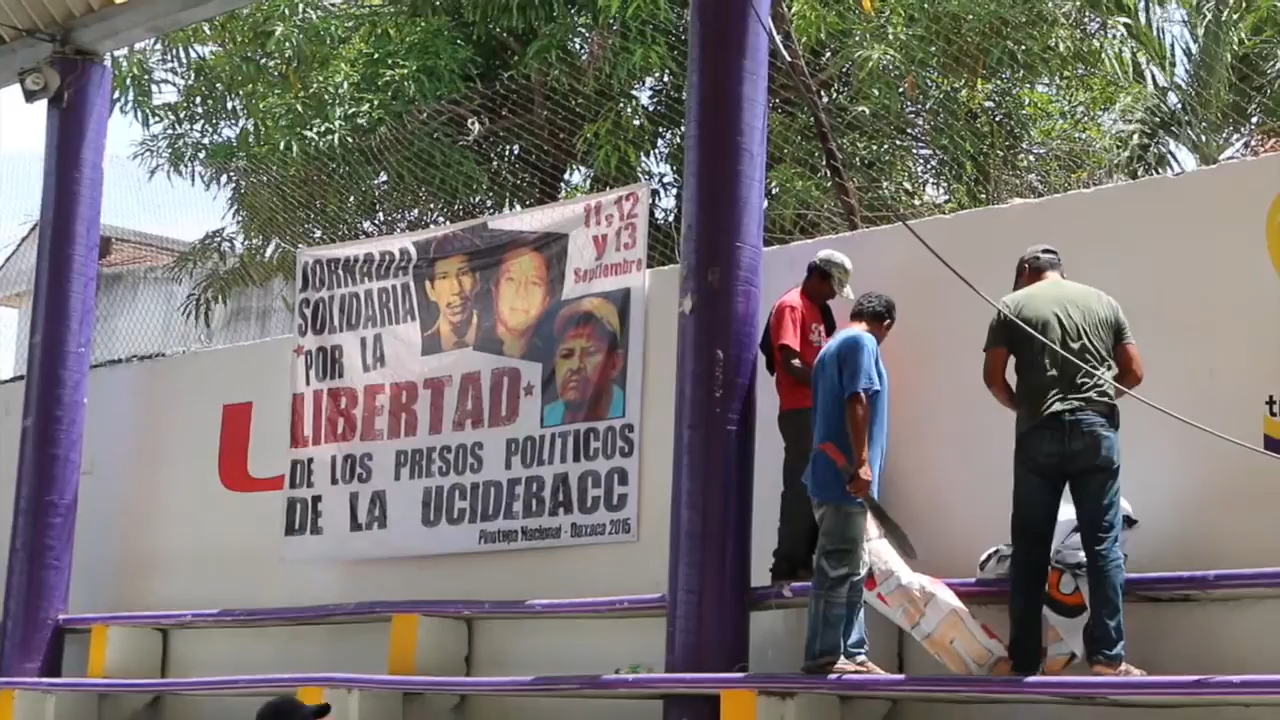 JORNADA
SOLIDARIA
POR LA
LIBERTAD
DE LOS PRESOS POLITICOS
DE LA UCIDEBACC
Pinotepa Nacional - Oaxaca 2015
11,12
y 13
Septiembre